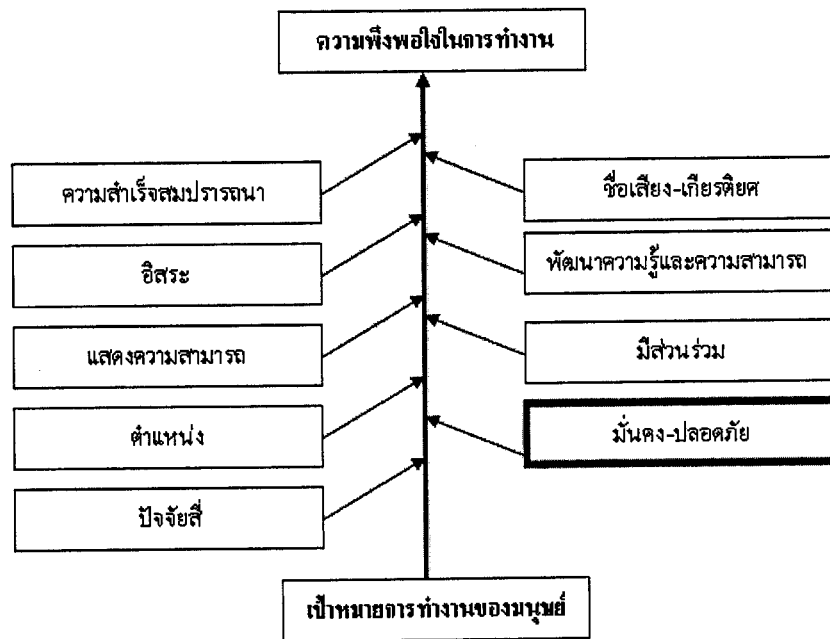 ความพึงพอใจในการทำงาน
ความสำเร็จสมปรารถนา
ชื่อเสียง-เกียรติยศ
อิสระ
พัฒนาความรู้และความสามารถ
แสดงความสามารถ
มีส่วนร่วม
ตำแหน่ง
มั่นคง-ปลอดภัย
ปัจจัยสี่
เป้าหมายการทำงานของมนุษย์